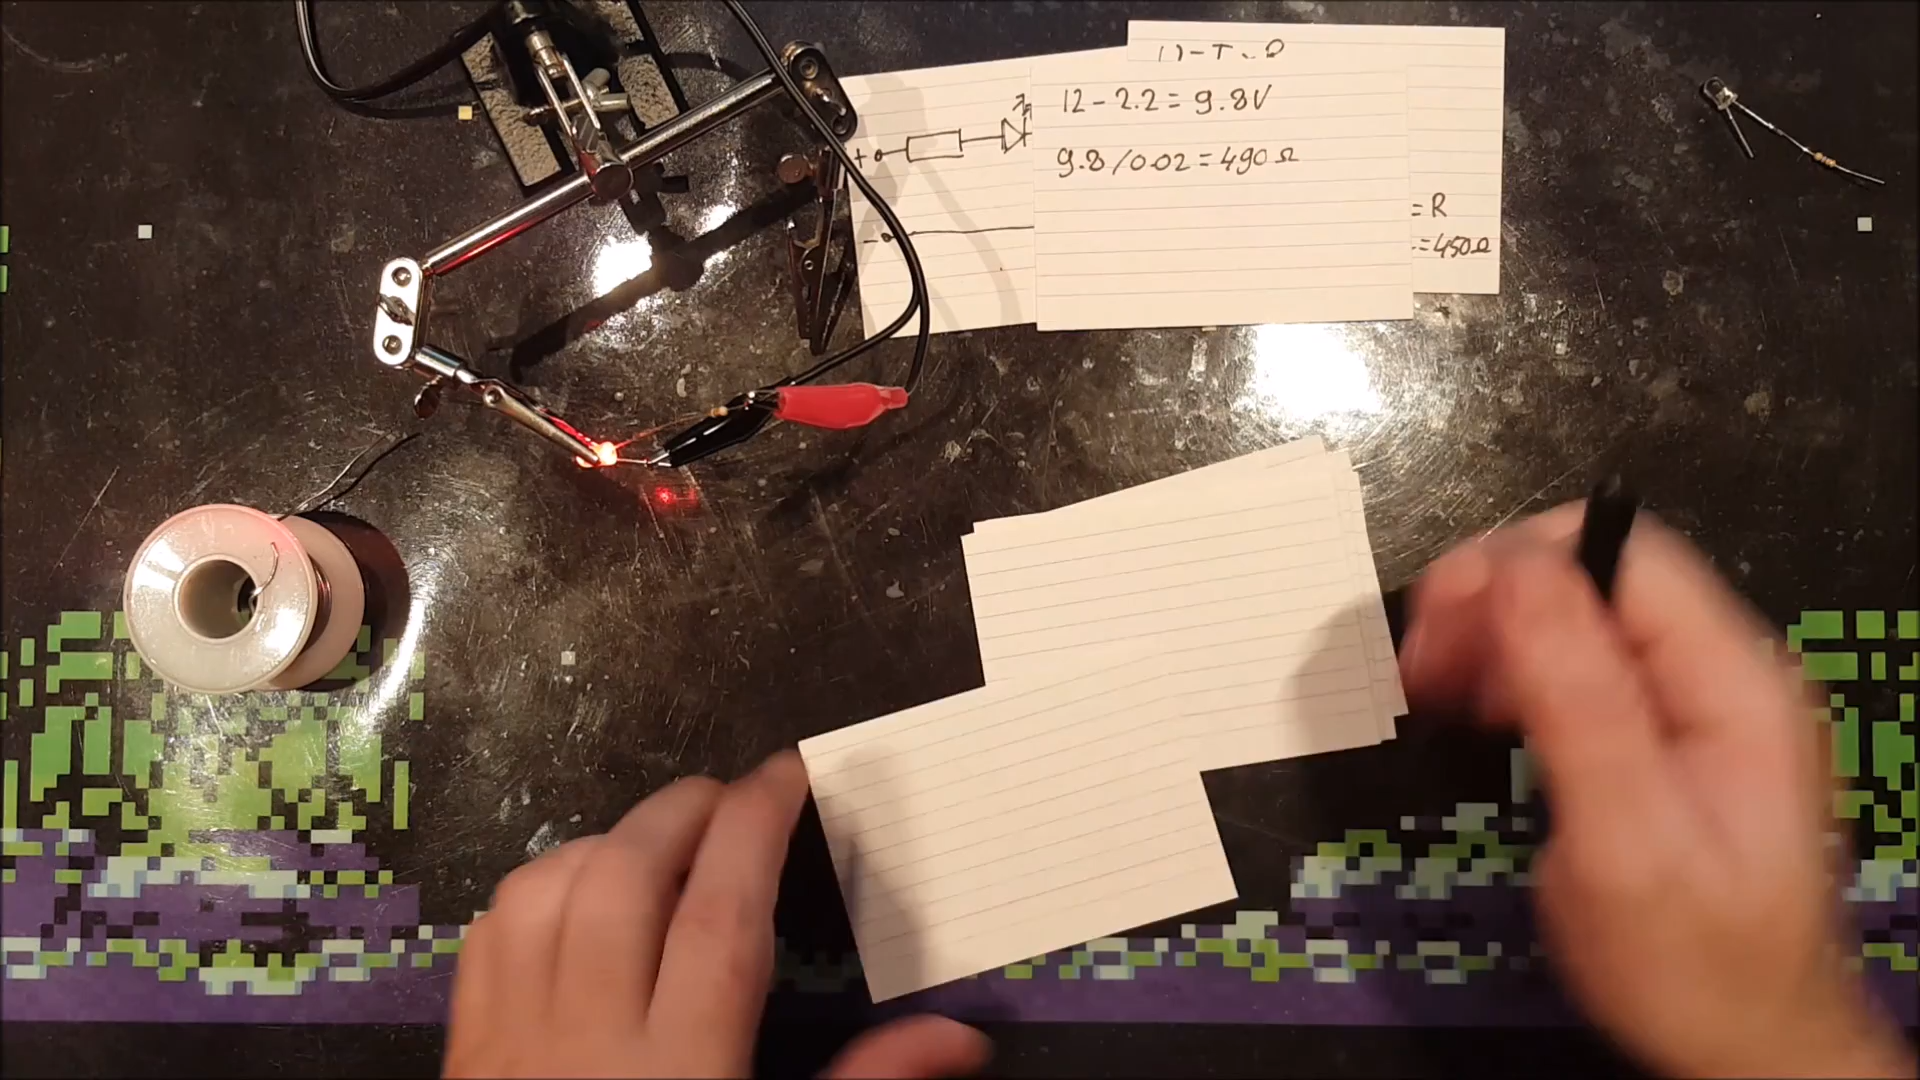 12-2.2=9.8V
9.8/0.02=490Ω
=R
=450Ω
+
-